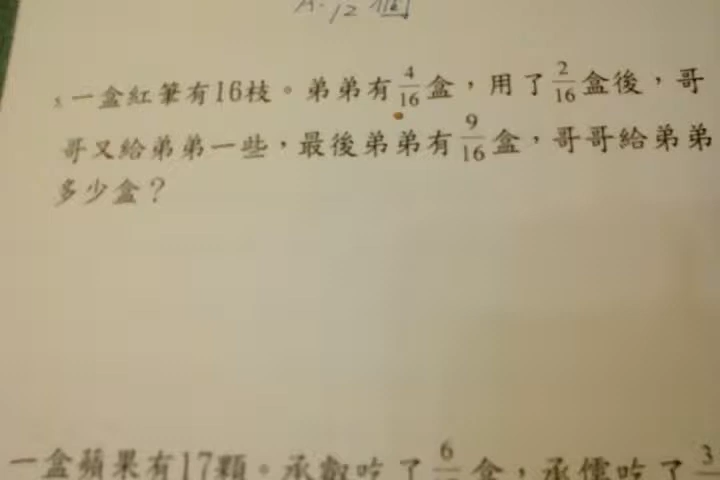 A:12個
一盒紅筆有16枝。弟弟有4/16盒，用了2/16盒後，哥
哥又給弟弟一些，最後弟弟有9/16盒，哥哥給弟弟
多少盒？
一盒蘋果有17顆。承叡吃了6盒，承儒吃了3